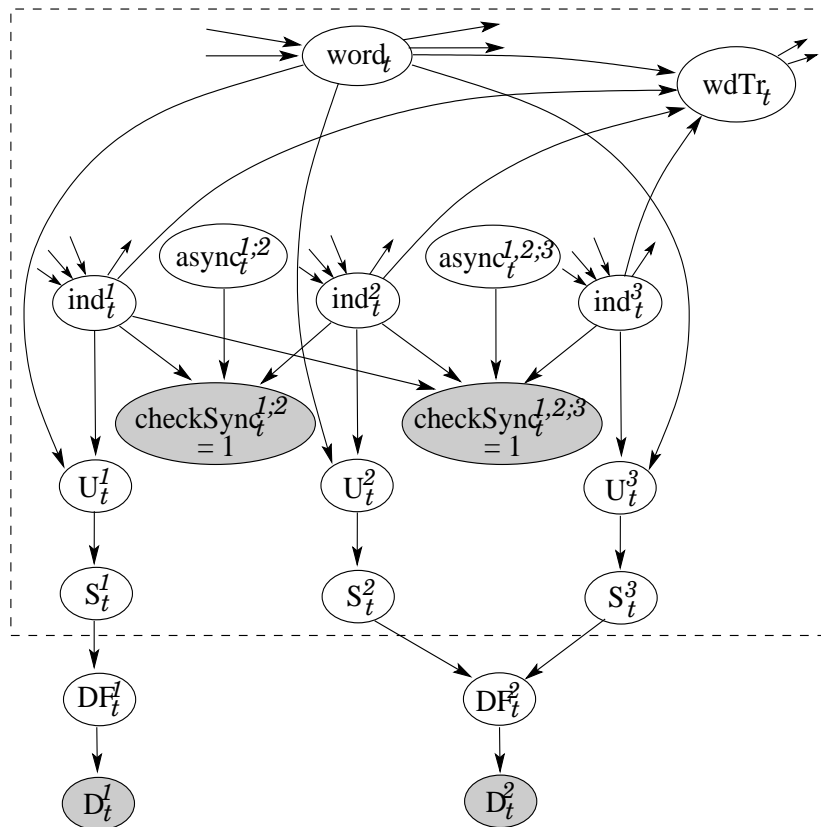 word_t
wdTr_t
async_t^{1;2}
async_t^{1,2;3}
ind_t^1
ind_t^2
ind_t^3
checkSync_t^{1;2}
= 1
checkSync_t^{1,2;3}
= 1
U_t^1
U_t^2
U_t^3
S_t^1
S_t^2
S_t^3
DF_t^1
DF_t^2
D_t^1
D_t^2